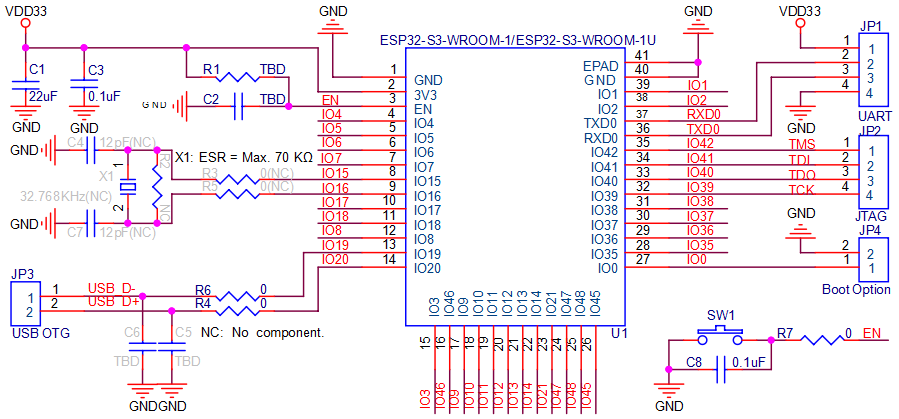 VDD33
GND
ESP32-S3-WROOM-1/ESP32-S3-WROOM-1U
GND
VDD33
JP1
1
2
3
4
UART
C1
22uF
GND
C3
0.1uF
GND
R1
TBD
C2
TBD
GND
EN
IO4
IO5
IO6
IO7
IO15
IO16
IO17
IO18
IO8
IO19
IO20
1
2
3
4
5
6
7
8
9
10
11
12
13
14
GND
3V3
EN
IO4
IO5
IO6
IO7
IO15
IO16
IO17
IO18
IO8
IO19
IO20
EPAD
GND
IO1
IO2
TXD0
RXD0
IO42
IO41
IO40
IO39
IO38
IO37
IO36
IO35
IO0
41
40
39
38
37
36
35
34
33
32
31
30
29
28
27
IO1
IO2
RXD0
TXD0
IO42
IO41
IO40
IO39
IO38
IO37
IO36
IO35
IO0
GND
TMS
TDI
TDO
TCK
JP2
1
2
3
4
JTAG
GND
JP4
2
1
Boot Option
GND
C4
12pF(NC)
X1
1
2
32.768KHz(NC)
R2
NC
X1: ESR = Max. 70 KΩ
R3
0(NC)
R5
0(NC)
GND
C7
12pF(NC)
JP3
1
2
USB OTG
USB D-
USB D+
R6
0
R4
0
NC: No component.
C6
TBD
C5
TBD
GND
GND
IO3
IO46
IO9
IO10
IO11
IO12
IO13
IO14
IO21
IO47
IO48
IO45
U1
15
16
17
18
19
20
21
22
23
24
25
26
IO3
IO46
IO9
IO10
IO11
IO12
IO13
IO14
IO21
IO47
IO48
IO45
SW1
R7
0
EN
C8
0.1uF
GND